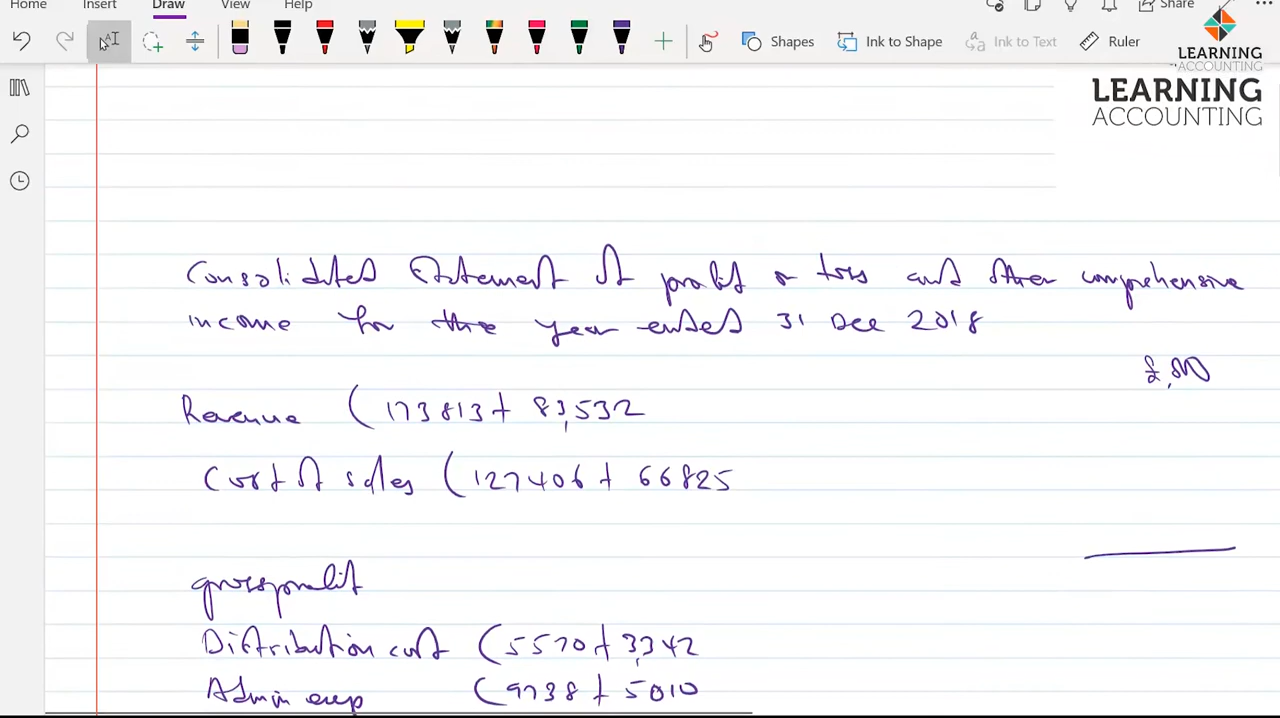 Home Insert Draw View Help Share
Shapes Ink to Shape Ink to Text Ruler
LEARNING
ACCOUNTING
LEARNING
ACCOUNTING
Consolidated Statement of profit or loss and other comprehensive
income for the year ended 31 Dec 2018
£,000
Revenue (173813+ 83,532
Cost of sales (127406+ 66825
gross profit
Distribution cost (5570+ 3,342
Admin exp (9738 + 5010